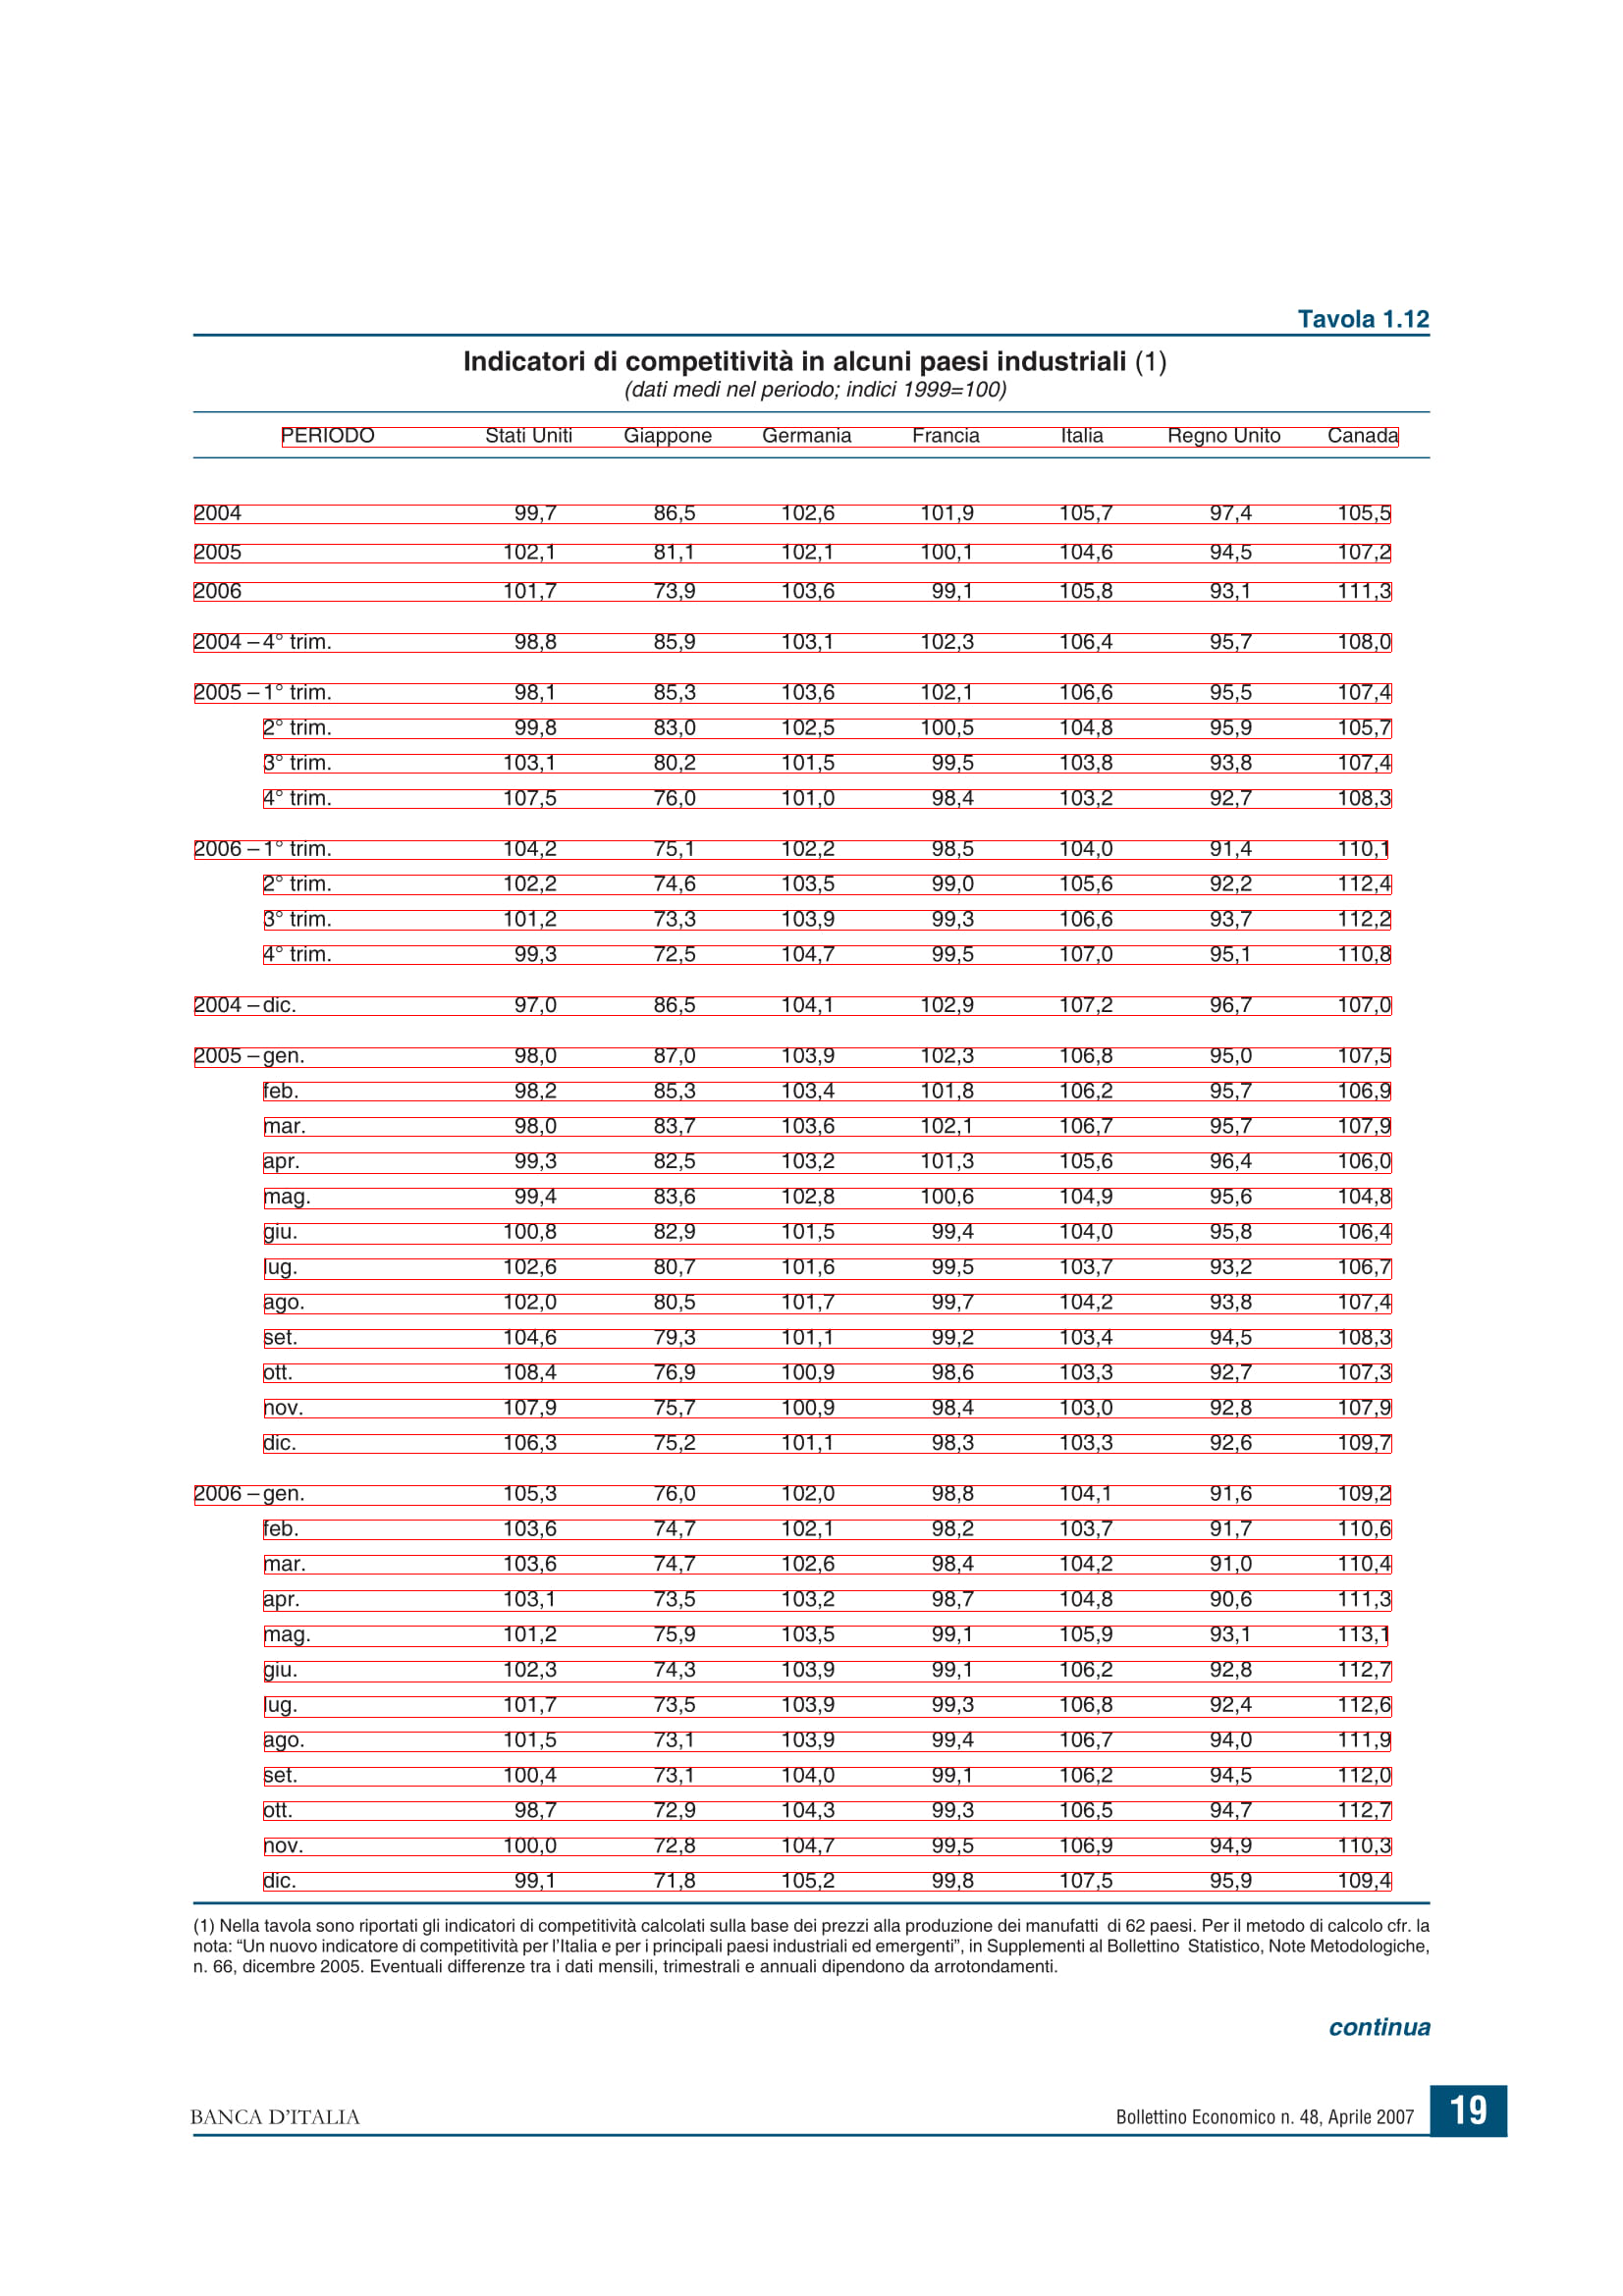 Tavola 1.12
Indicatori di competitività in alcuni paesi industriali (1)
(dati medi nel periodo; indici 1999=100)
PERIODO Stati Uniti Giappone Germania Francia Italia Regno Unito Canada
2004 99,7 86,5 102,6 101,9 105,7 97,4 105,5
2005 102,1 81,1 102,1 100,1 104,6 94,5 107,2
2006 101,7 73,9 103,6 99,1 105,8 93,1 111,3
2004 – 4° trim. 98,8 85,9 103,1 102,3 106,4 95,7 108,0
2005 – 1° trim. 98,1 85,3 103,6 102,1 106,6 95,5 107,4
2° trim. 99,8 83,0 102,5 100,5 104,8 95,9 105,7
3° trim. 103,1 80,2 101,5 99,5 103,8 93,8 107,4
4° trim. 107,5 76,0 101,0 98,4 103,2 92,7 108,3
2006 – 1° trim. 104,2 75,1 102,2 98,5 104,0 91,4 110,1
2° trim. 102,2 74,6 103,5 99,0 105,6 92,2 112,4
3° trim. 101,2 73,3 103,9 99,3 106,6 93,7 112,2
4° trim. 99,3 72,5 104,7 99,5 107,0 95,1 110,8
2004 – dic. 97,0 86,5 104,1 102,9 107,2 96,7 107,0
2005 – gen. 98,0 87,0 103,9 102,3 106,8 95,0 107,5
feb. 98,2 85,3 103,4 101,8 106,2 95,7 106,9
mar. 98,0 83,7 103,6 102,1 106,7 95,7 107,9
apr. 99,3 82,5 103,2 101,3 105,6 96,4 106,0
mag. 99,4 83,6 102,8 100,6 104,9 95,6 104,8
giu. 100,8 82,9 101,5 99,4 104,0 95,8 106,4
lug. 102,6 80,7 101,6 99,5 103,7 93,2 106,7
ago. 102,0 80,5 101,7 99,7 104,2 93,8 107,4
set. 104,6 79,3 101,1 99,2 103,4 94,5 108,3
ott. 108,4 76,9 100,9 98,6 103,3 92,7 107,3
nov. 107,9 75,7 100,9 98,4 103,0 92,8 107,9
dic. 106,3 75,2 101,1 98,3 103,3 92,6 109,7
2006 – gen. 105,3 76,0 102,0 98,8 104,1 91,6 109,2
feb. 103,6 74,7 102,1 98,2 103,7 91,7 110,6
mar. 103,6 74,7 102,6 98,4 104,2 91,0 110,4
apr. 103,1 73,5 103,2 98,7 104,8 90,6 111,3
mag. 101,2 75,9 103,5 99,1 105,9 93,1 113,1
giu. 102,3 74,3 103,9 99,1 106,2 92,8 112,7
lug. 101,7 73,5 103,9 99,3 106,8 92,4 112,6
ago. 101,5 73,1 103,9 99,4 106,7 94,0 111,9
set. 100,4 73,1 104,0 99,1 106,2 94,5 112,0
ott. 98,7 72,9 104,3 99,3 106,5 94,7 112,7
nov. 100,0 72,8 104,7 99,5 106,9 94,9 110,3
dic. 99,1 71,8 105,2 99,8 107,5 95,9 109,4
(1) Nella tavola sono riportati gli indicatori di competitività calcolati sulla base dei prezzi alla produzione dei manufatti di 62 paesi. Per il metodo di calcolo cfr. la
nota: “Un nuovo indicatore di competitività per l’Italia e per i principali paesi industriali ed emergenti”, in Supplementi al Bollettino Statistico, Note Metodologiche,
n. 66, dicembre 2005. Eventuali differenze tra i dati mensili, trimestrali e annuali dipendono da arrotondamenti.
continua
BANCA D’ITALIA Bollettino Economico n. 48, Aprile 2007 19